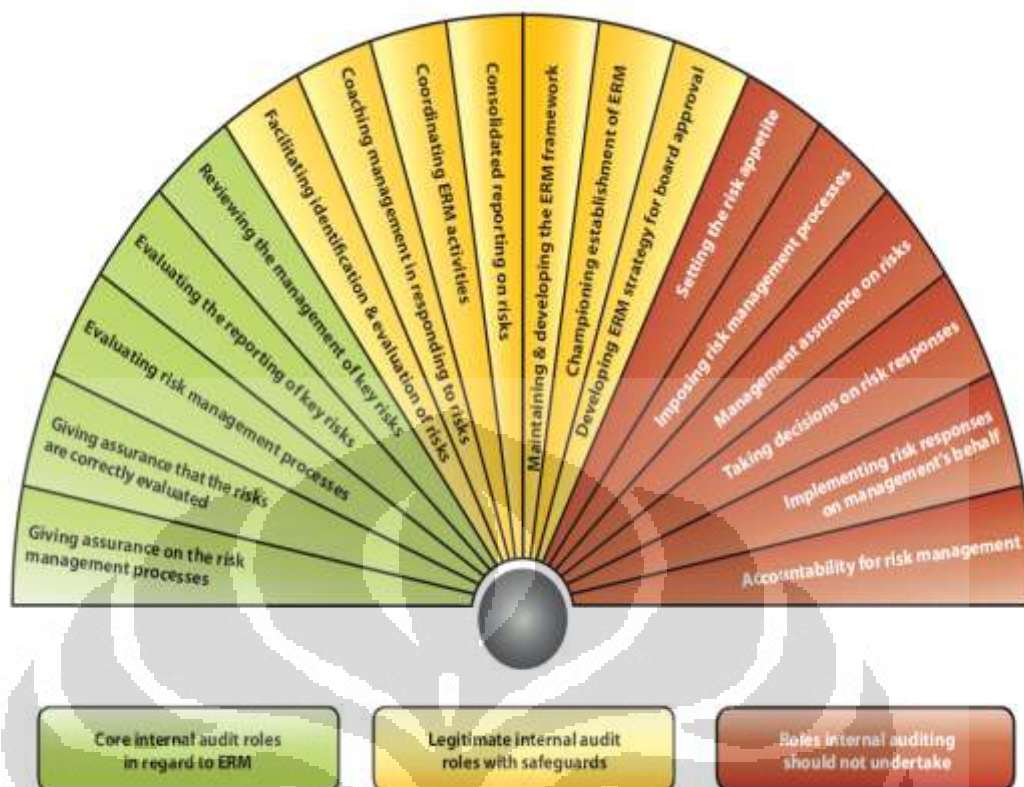 Giving assurance on the risk
management processes
Giving assurance that the risks
are correctly evaluated
Evaluating risk management processes
Evaluating the reporting of key risks
Reviewing the management of key risks
Facilitating identification & evaluation of risks
Coaching management in responding to risks
Coordinating ERM activities
Consolidated reporting on risks
Maintaining & developing the ERM framework
Championing establishment of ERM
Developing ERM strategy for board approval
Setting the risk appetite
Imposing risk management processes
Management assurance on risks
Taking decisions on risk responses
Implementing risk responses
on management's behalf
Accountability for risk management
Core internal audit roles
in regard to ERM
Legitimate internal audit
roles with safeguards
Roles internal auditing
should not undertake